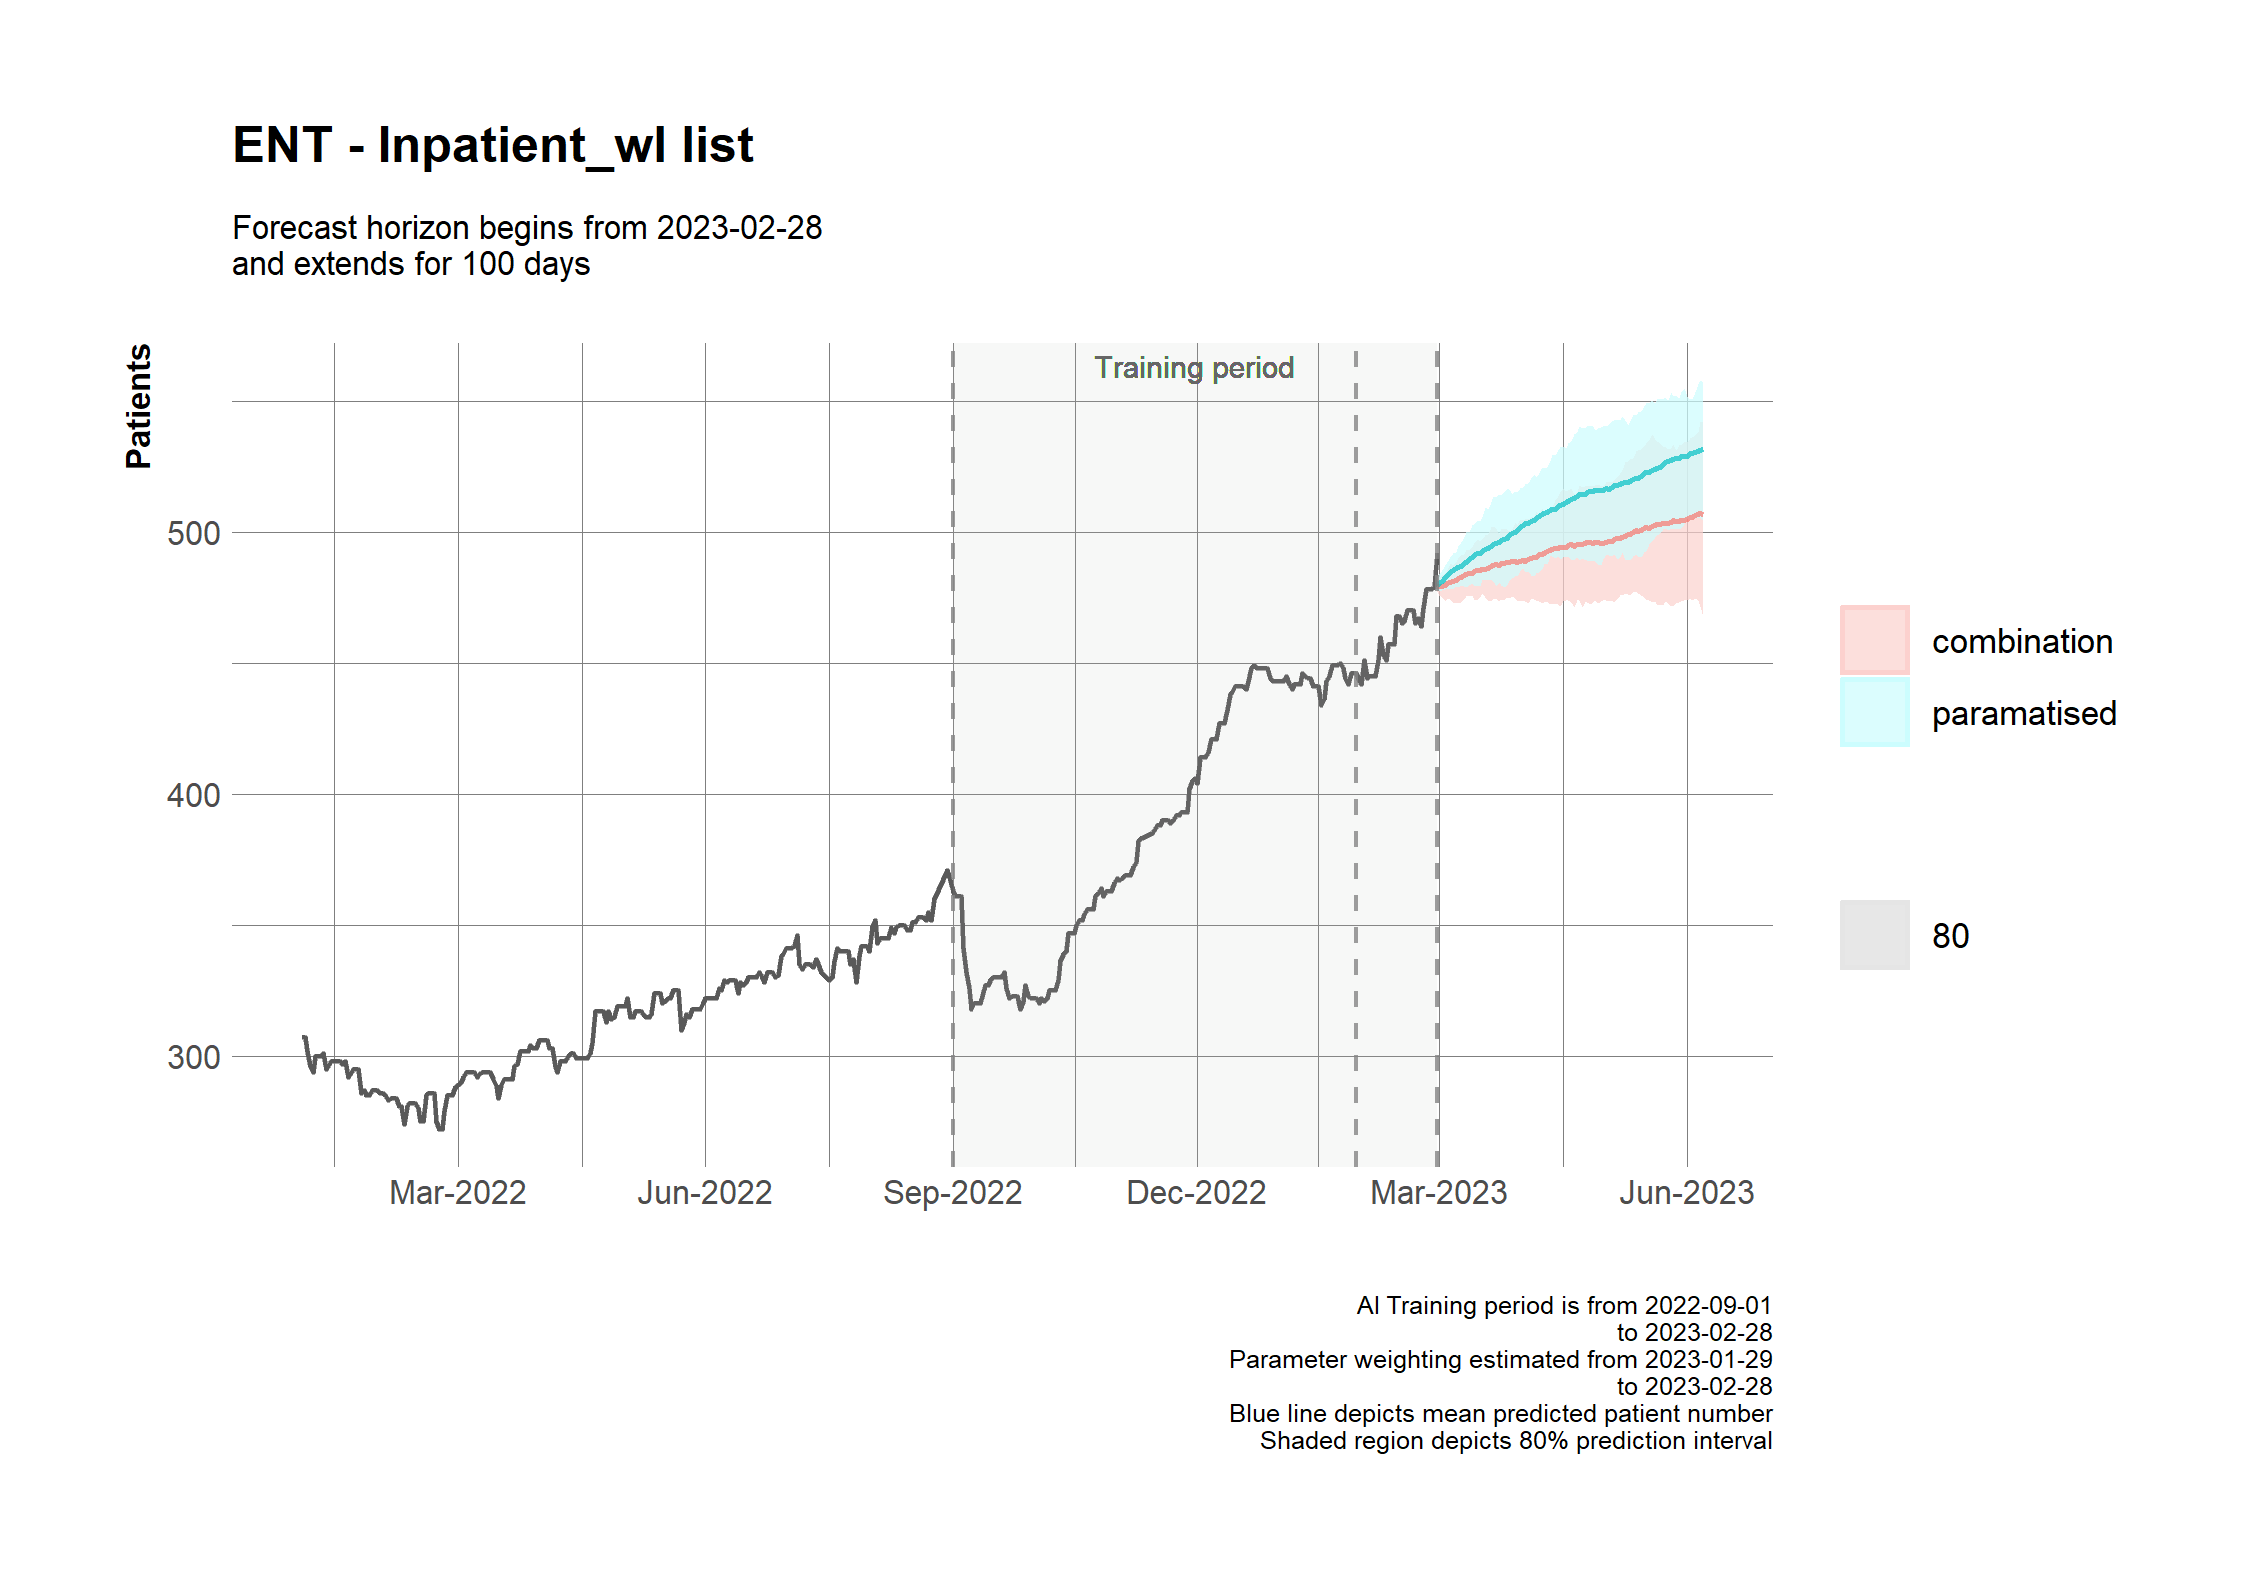 ENT - Inpatient_wl list
Forecast horizon begins from 2023-02-28
and extends for 100 days
Patients
Training period
500
400
300
Mar-2022
Jun-2022
Sep-2022
Dec-2022
Mar-2023
Jun-2023
combination
paramatised
80
AI Training period is from 2022-09-01
to 2023-02-28
Parameter weighting estimated from 2023-01-29
to 2023-02-28
Blue line depicts mean predicted patient number
Shaded region depicts 80% prediction interval